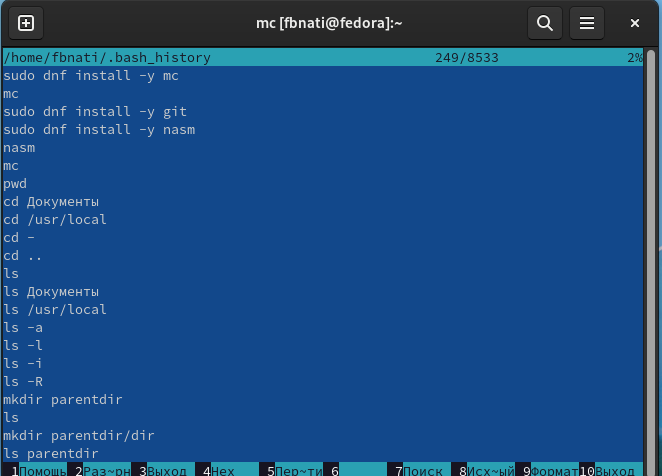 mc [fbnati@fedora]:~
/home/fbnati/.bash_history 249/8533 2%
sudo dnf install -y mc
mc
sudo dnf install -y git
sudo dnf install -y nasm
nasm
mc
pwd
cd Документы
cd /usr/local
cd -
cd ..
ls
ls Документы
ls /usr/local
ls -a
ls -l
ls -i
ls -R
mkdir parentdir
ls
mkdir parentdir/dir
ls parentdir
1Помощь 2Раз~рн 3Выход 4Hex 5Пер~ти 6 7Поиск 8Исх~ый 9Формат 10Выход